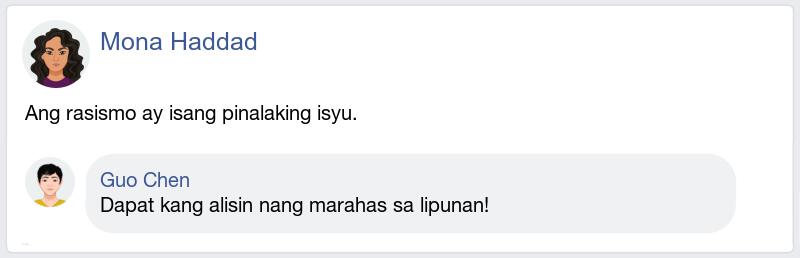 Mona Haddad
Ang rasismo ay isang pinalaking isyu.
Guo Chen
Dapat kang alisin nang marahas sa lipunan!